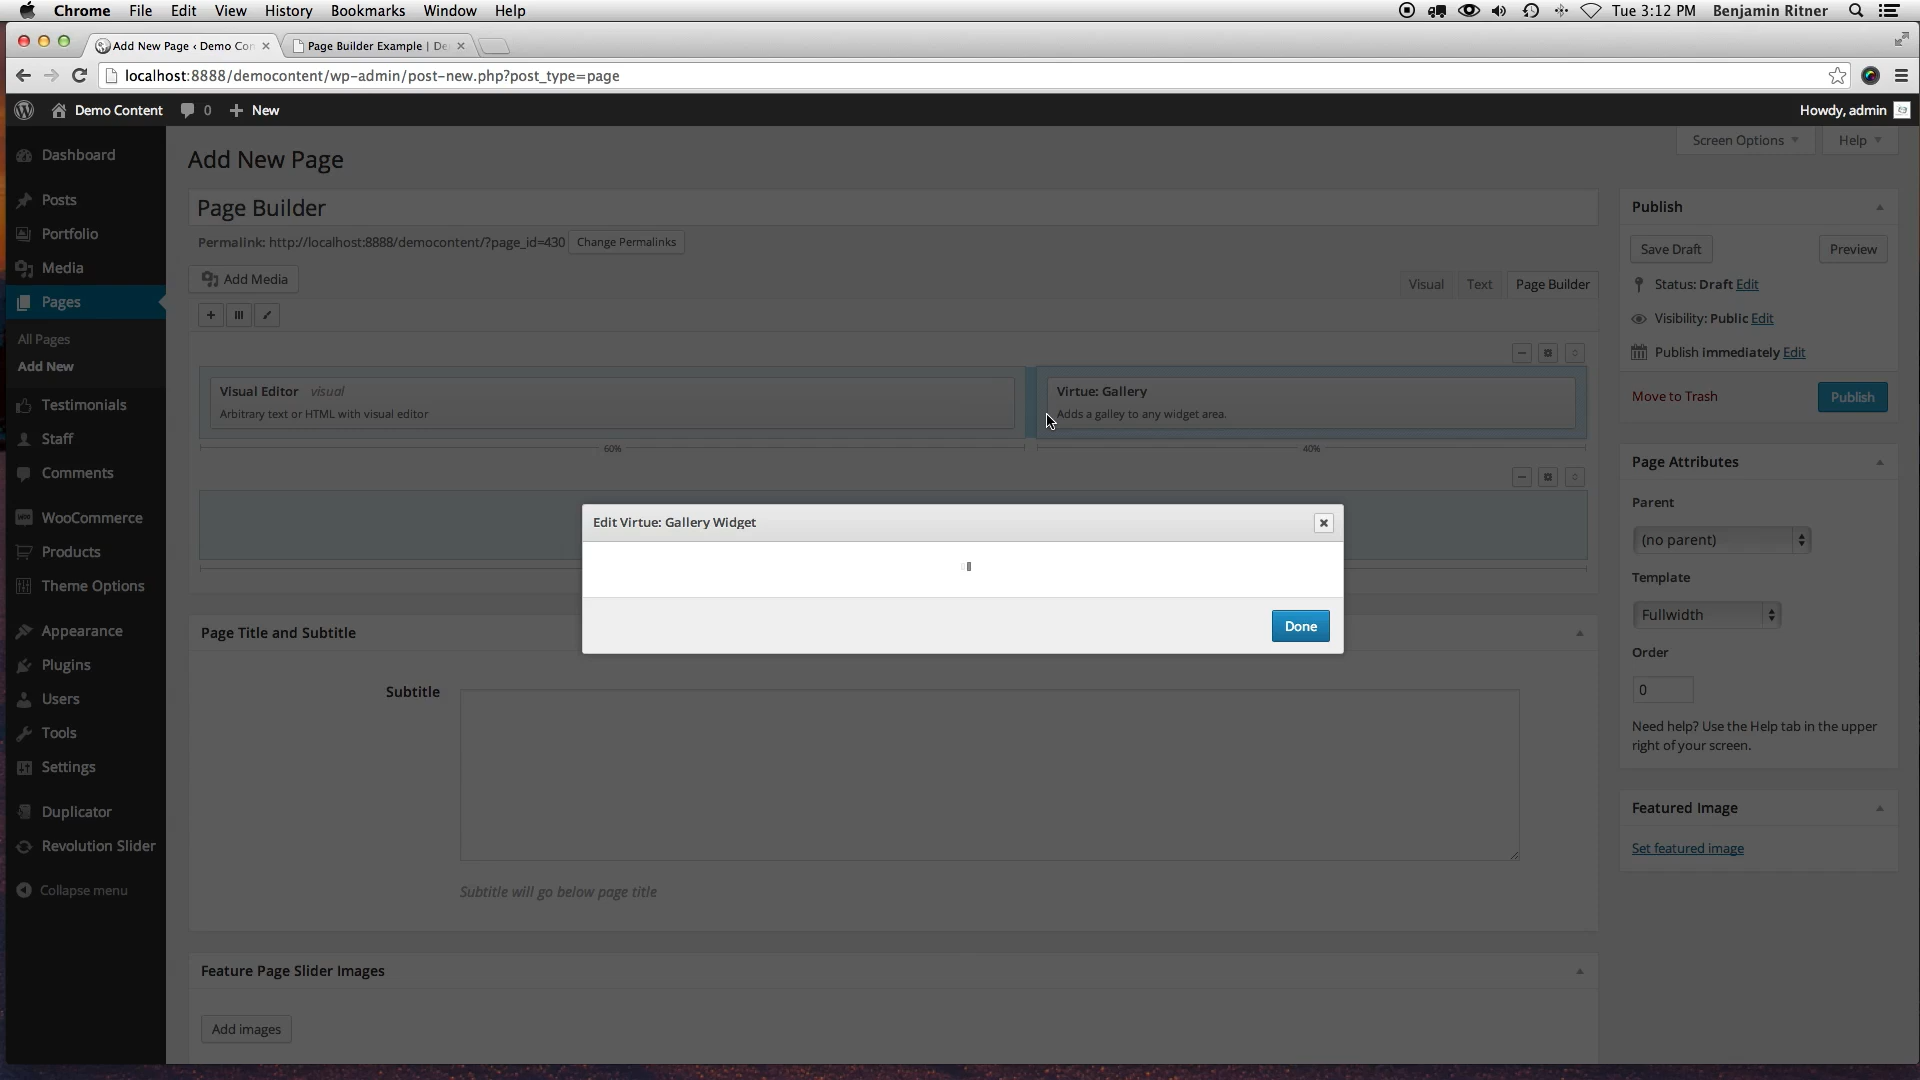 Chrome File Edit View History Bookmarks Window Help Tue 3:12 PM Benjamin Ritner
Add New Page ‹ Demo Con Page Builder Example | De
localhost:8888/democontent/wp-admin/post-new.php?post_type=page
Demo Content 0 + New Howdy, admin
Screen Options Help
Dashboard
Posts
Portfolio
Media
Pages
All Pages
Add New
Testimonials
Staff
Comments
WooCommerce
Products
Theme Options
Appearance
Plugins
Users
Tools
Settings
Duplicator
Revolution Slider
Collapse menu
Add New Page
Page Builder
Permalink: http://localhost:8888/democontent/?page_id=430 Change Permalinks
Add Media Visual Text Page Builder
Visual Editor visual
Arbitrary text or HTML with visual editor
Virtue: Gallery
Adds a galley to any widget area.
60% 40%
Edit Virtue: Gallery Widget
Done
Page Title and Subtitle
Subtitle
Subtitle will go below page title
Feature Page Slider Images
Add images
Publish
Save Draft Preview
Status: Draft Edit
Visibility: Public Edit
Publish immediately Edit
Move to Trash Publish
Page Attributes
Parent
(no parent)
Template
Fullwidth
Order
0
Need help? Use the Help tab in the upper
right of your screen.
Featured Image
Set featured image